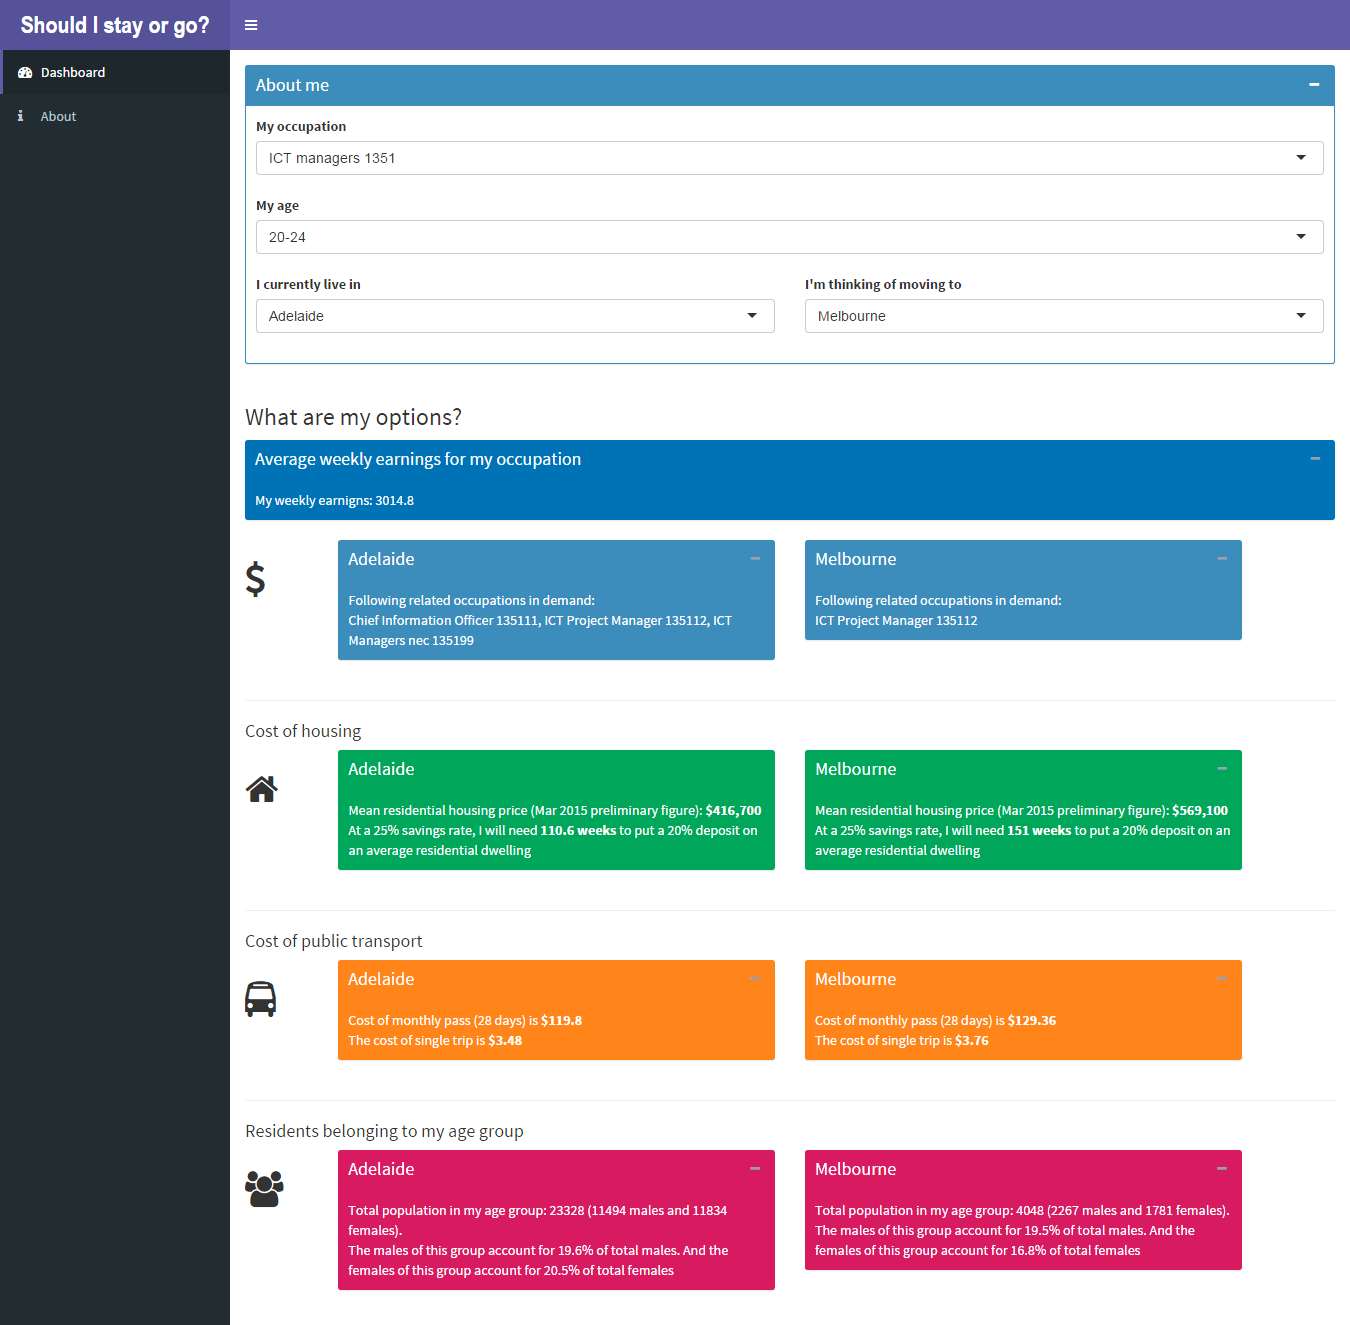 Should I stay or go?
Dashboard
About
About me
My occupation
ICT managers 1351
My age
20-24
I currently live in
I'm thinking of moving to
Adelaide
Melbourne
What are my options?
Average weekly earnings for my occupation
My weekly earnigns: 3014.8
$
Adelaide
Following related occupations in demand:
Chief Information Officer 135111, ICT Project Manager 135112, ICT
Managers nec 135199
Melbourne
Following related occupations in demand:
ICT Project Manager 135112
Cost of housing
Adelaide
Mean residential housing price (Mar 2015 preliminary figure): $416,700
At a 25% savings rate, I will need 110.6 weeks to put a 20% deposit on
an average residential dwelling
Melbourne
Mean residential housing price (Mar 2015 preliminary figure): $569,100
At a 25% savings rate, I will need 151 weeks to put a 20% deposit on an
average residential dwelling
Cost of public transport
Adelaide
Cost of monthly pass (28 days) is $119.8
The cost of single trip is $3.48
Melbourne
Cost of monthly pass (28 days) is $129.36
The cost of single trip is $3.76
Residents belonging to my age group
Adelaide
Total population in my age group: 23328 (11494 males and 11834
females).
The males of this group account for 19.6% of total males. And the
females of this group account for 20.5% of total females
Melbourne
Total population in my age group: 4048 (2267 males and 1781 females).
The males of this group account for 19.5% of total males. And the
females of this group account for 16.8% of total females